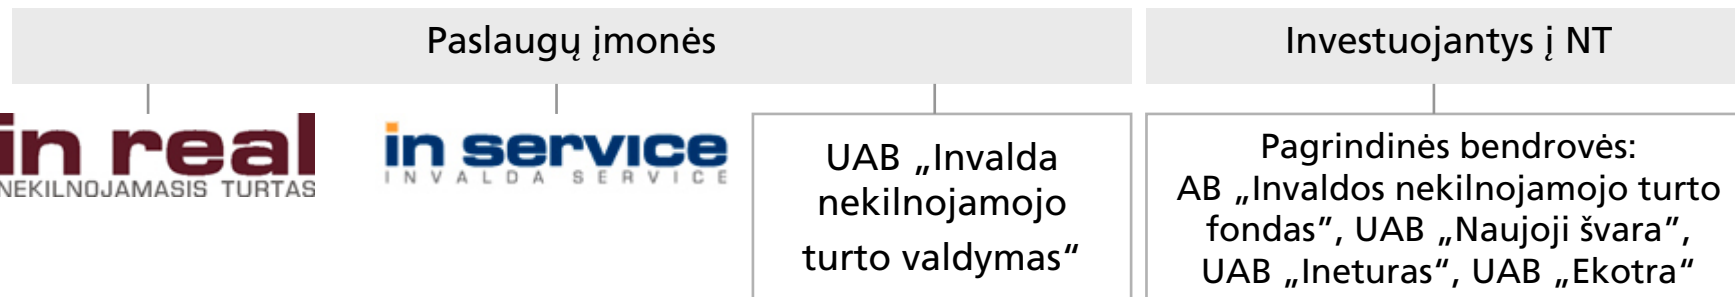 Paslaugų įmonės
Investuojantys į NT
in real
NEKILNOJAMASIS TURTAS
in service
INVALDA SERVICE
UAB „Invalda
nekilnojamojo
turto valdymas“
Pagrindinės bendrovės:
AB „Invaldos nekilnojamojo turto
fondas”, UAB „Naujoji švara”,
UAB „Ineturas”, UAB „Ekotra“